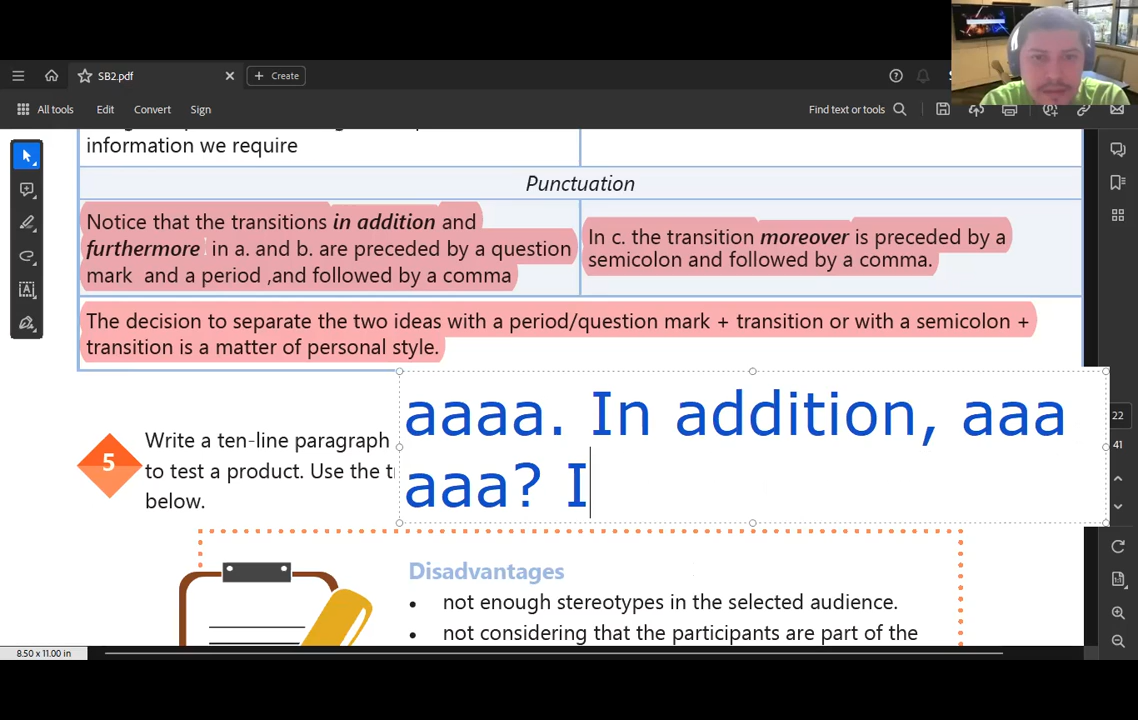 SB2.pdf
Create
All tools
Edit
Convert
Sign
Find text or tools
information we require
Punctuation
Notice that the transitions in addition and
furthermore in a. and b. are preceded by a question
mark and a period ,and followed by a comma
In c. the transition moreover is preceded by a
semicolon and followed by a comma.
The decision to separate the two ideas with a period/question mark + transition or with a semicolon +
transition is a matter of personal style.
aaaa. In addition, aaa
aaa? I
5
Write a ten-line paragraph
to test a product. Use the
below.
22
41
Disadvantages
• not enough stereotypes in the selected audience.
• not considering that the participants are part of the
8.50 x 11.00 in